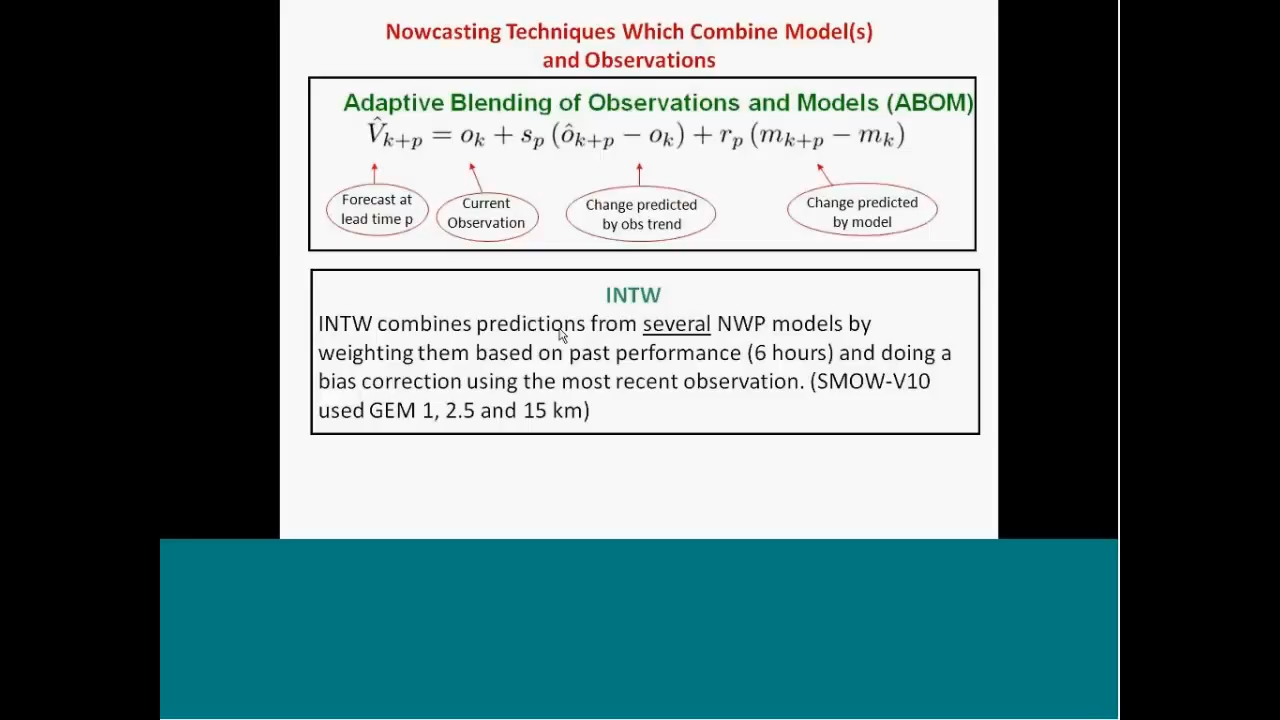 Nowcasting Techniques Which Combine Model(s)
and Observations
Adaptive Blending of Observations and Models (ABOM)
V̂ₖ₊ₚ = oₖ + sₚ (ôₖ₊ₚ − oₖ) + rₚ (mₖ₊ₚ − mₖ)
Forecast at
lead time p
Current
Observation
Change predicted
by obs trend
Change predicted
by model
INTW
INTW combines predictions from several NWP models by
weighting them based on past performance (6 hours) and doing a
bias correction using the most recent observation. (SMOW-V10
used GEM 1, 2.5 and 15 km)